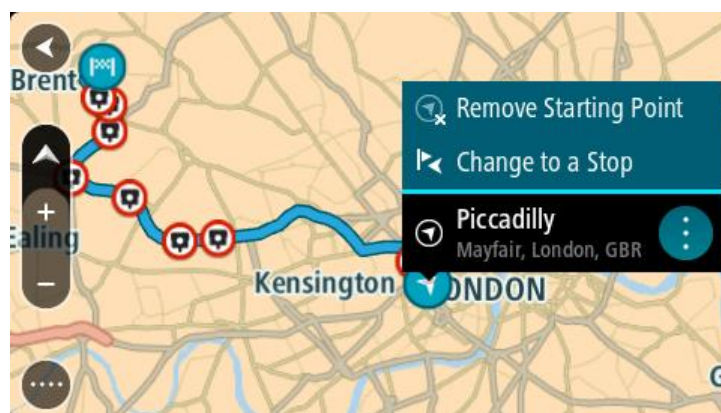 Brent
Remove Starting Point
Change to a Stop
Piccadilly
Mayfair, London, GBR
Ealing
Kensington
ONDON
G